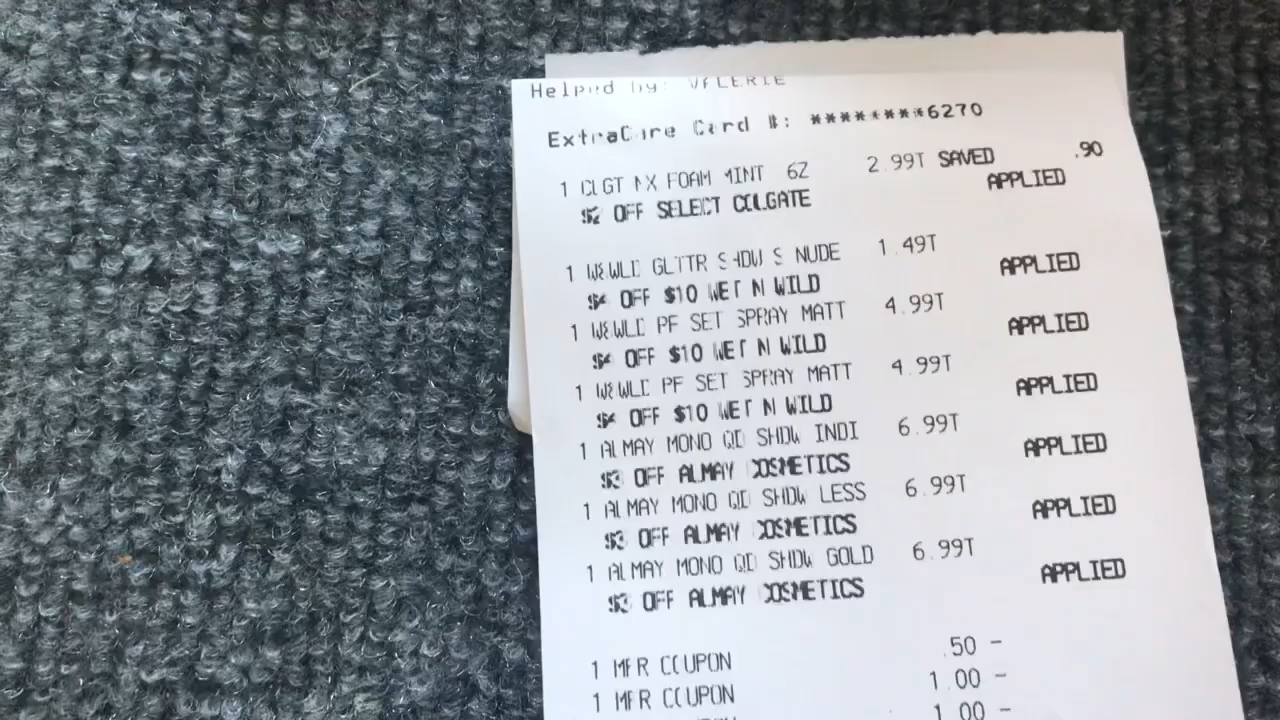 Helped by: VALERIE
ExtraCare Card #: ********6270
1 CLGT MX FOAM MINT 6Z 2.99T SAVED .90
$2 OFF SELECT COLGATE APPLIED
1 W&WLD GLTTR SHDW S NUDE 1.49T
$4 OFF $10 WET N WILD APPLIED
1 W&WLD PF SET SPRAY MATT 4.99T
$4 OFF $10 WET N WILD APPLIED
1 W&WLD PF SET SPRAY MATT 4.99T
$4 OFF $10 WET N WILD APPLIED
1 ALMAY MONO QD SHDW INDI 6.99T
$3 OFF ALMAY COSMETICS APPLIED
1 ALMAY MONO QD SHDW LESS 6.99T
$3 OFF ALMAY COSMETICS APPLIED
1 ALMAY MONO QD SHDW GOLD 6.99T
$3 OFF ALMAY COSMETICS APPLIED
1 MFR COUPON .50 -
1 MFR COUPON 1.00 -
1.00 -